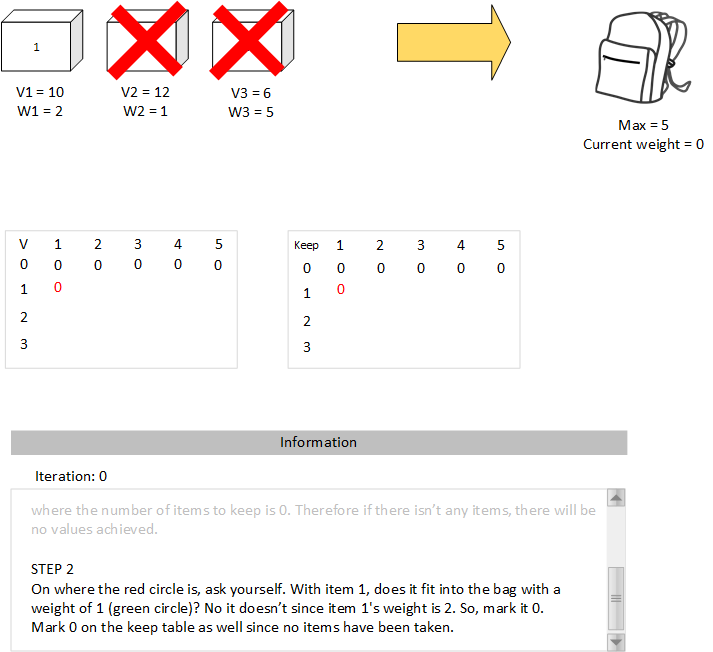 1
V1 = 10
W1 = 2
V2 = 12
W2 = 1
V3 = 6
W3 = 5
Max = 5
Current weight = 0
V 1 2 3 4 5
0 0 0 0 0 0
1 0
2
3
Keep 1 2 3 4 5
0 0 0 0 0 0
1 0
2
3
Information
Iteration: 0
where the number of items to keep is 0. Therefore if there isn't any items, there will be
no values achieved.
STEP 2
On where the red circle is, ask yourself. With item 1, does it fit into the bag with a
weight of 1 (green circle)? No it doesn't since item 1's weight is 2. So, mark it 0.
Mark 0 on the keep table as well since no items have been taken.